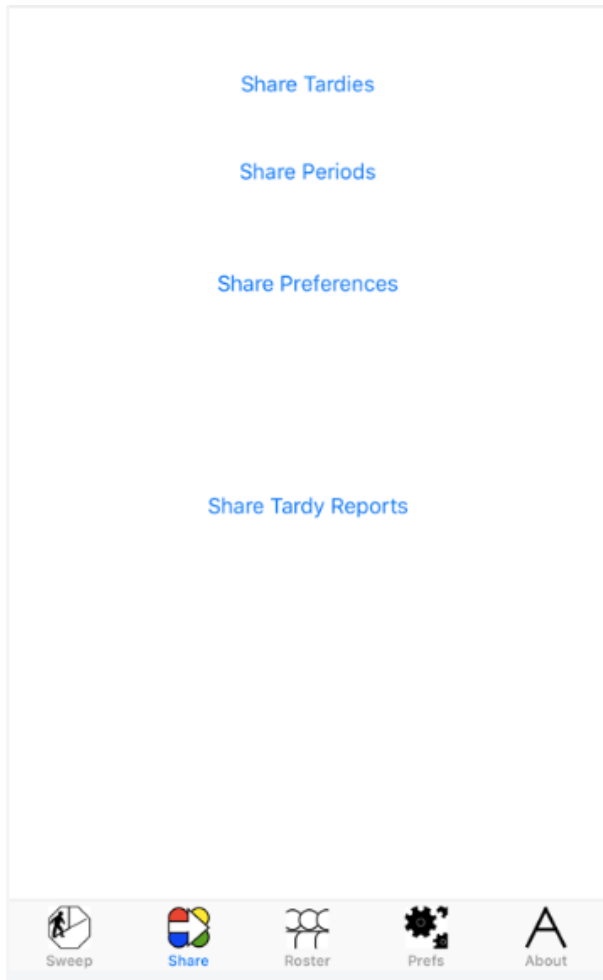 Share Tardies
Share Periods
Share Preferences
Share Tardy Reports
Sweep Share Roster Prefs About